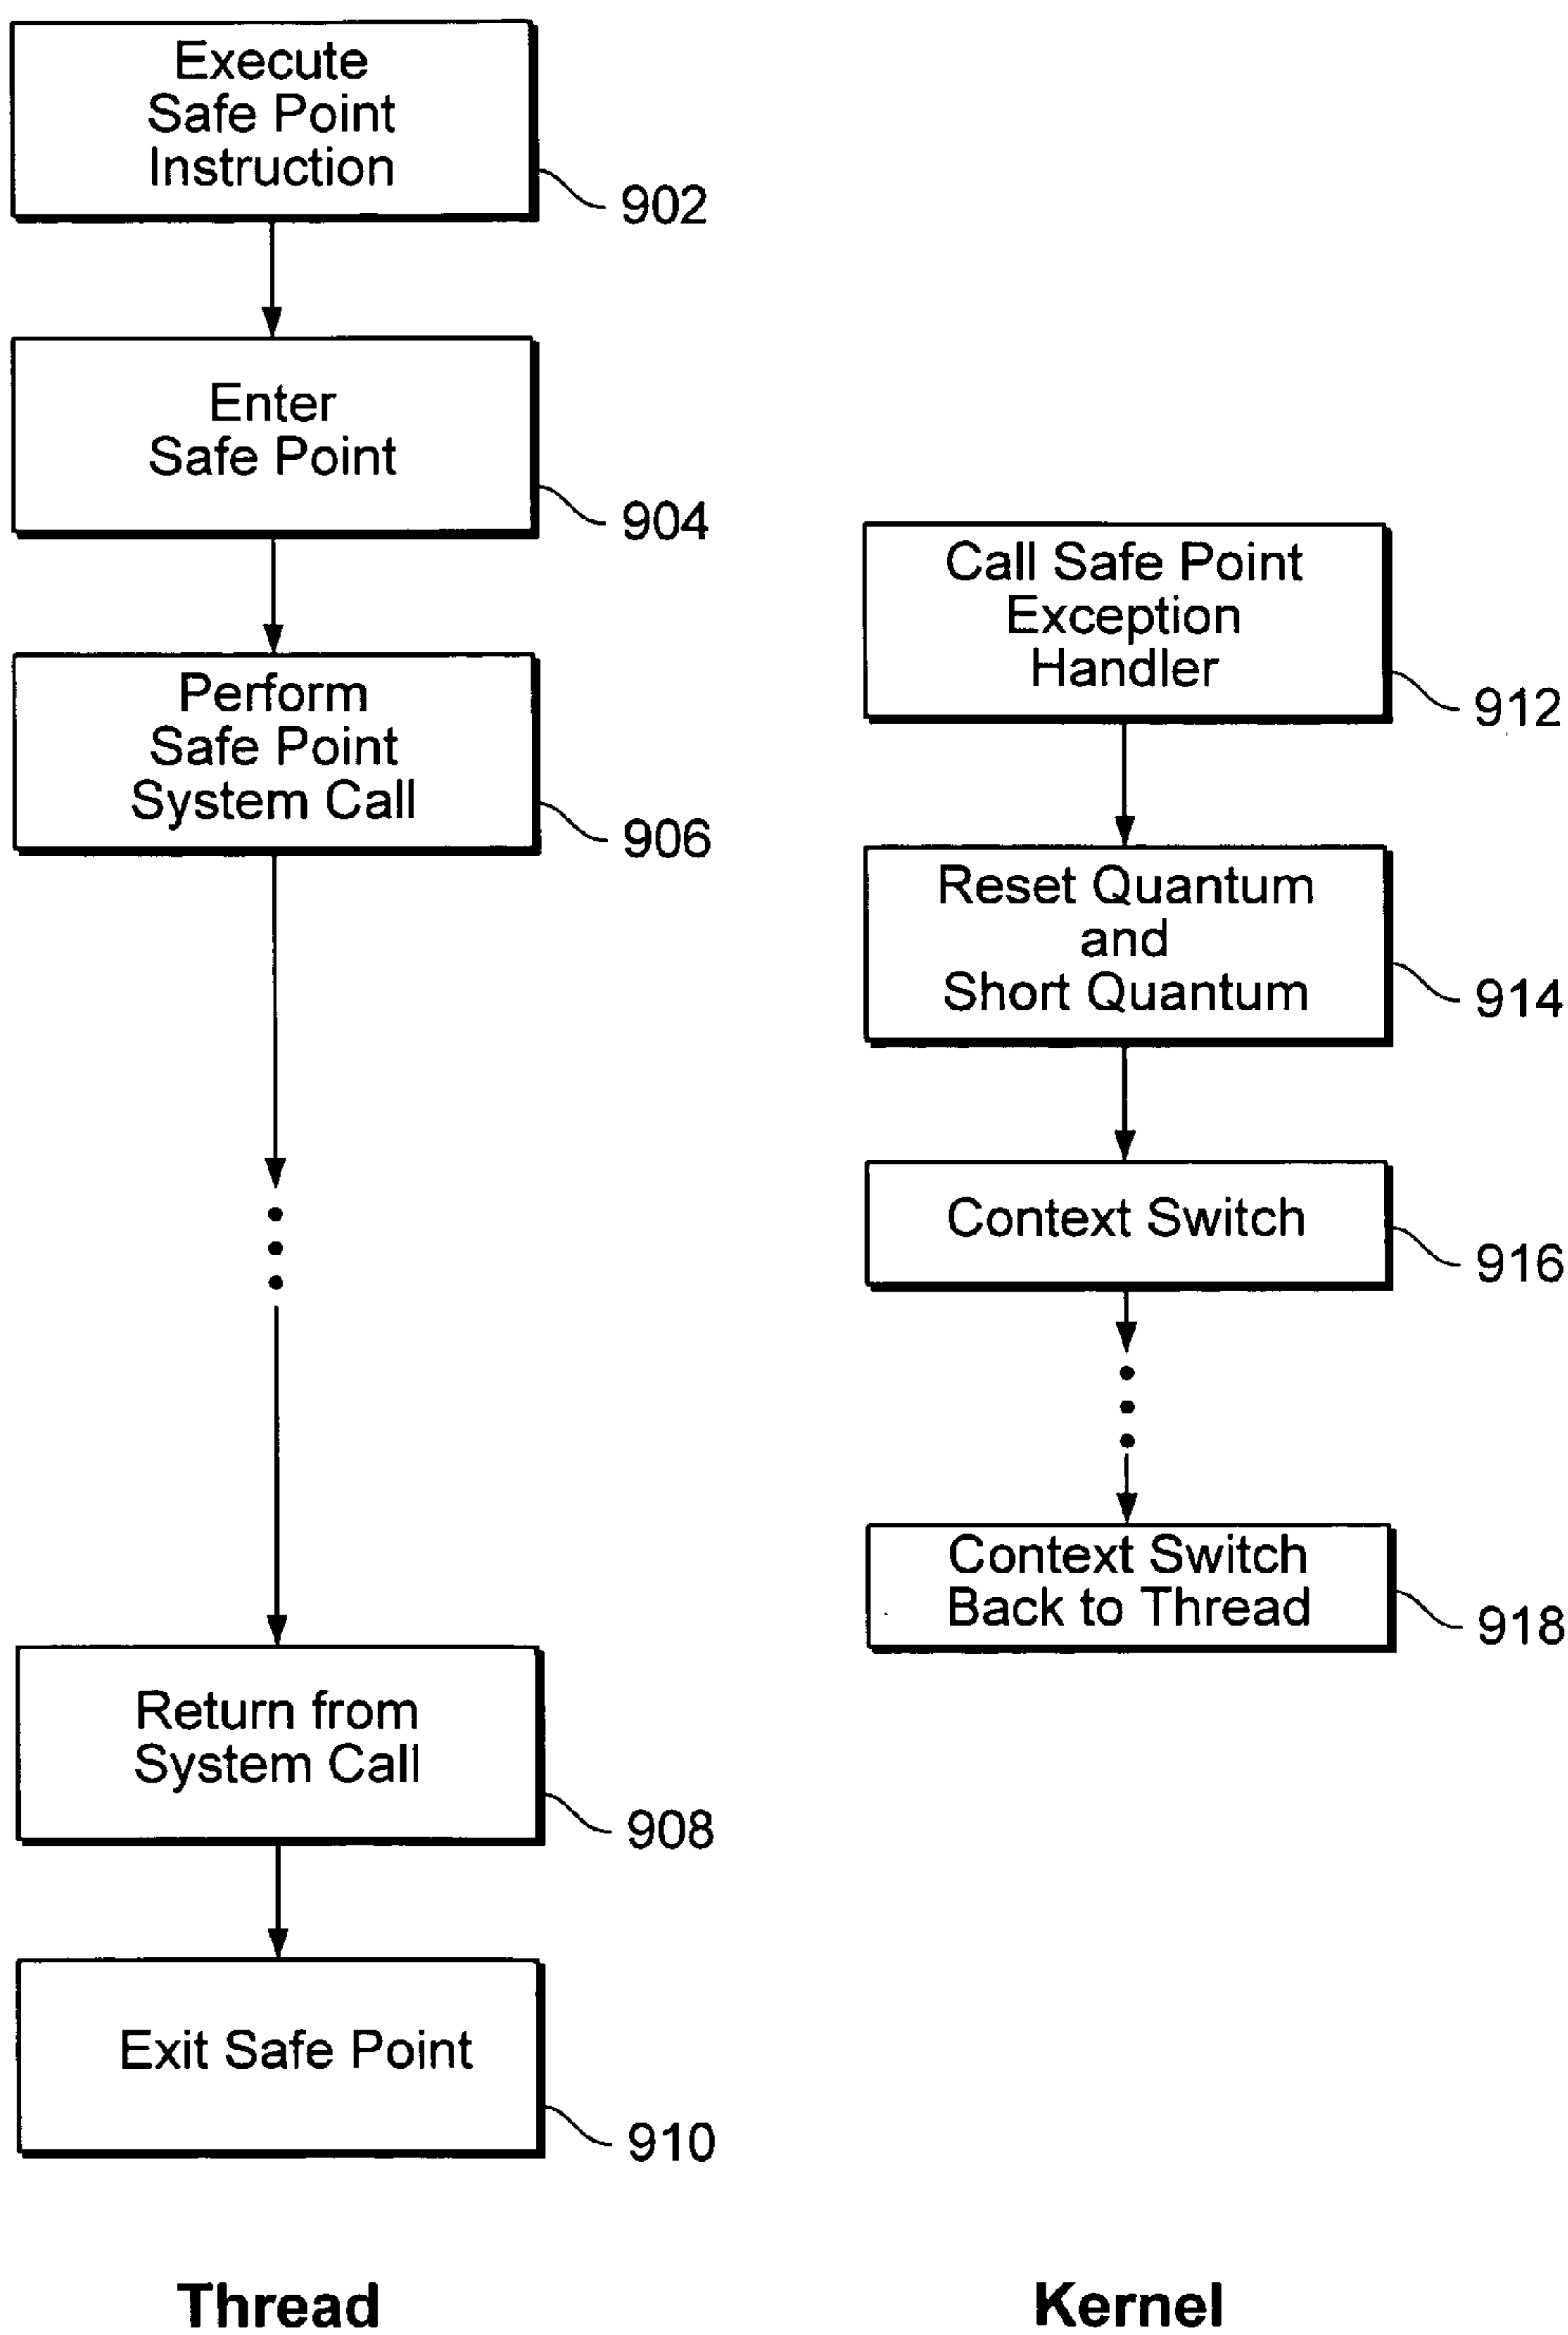 Execute
Safe Point
Instruction
902
Enter
Safe Point
904
Perform
Safe Point
System Call
906
Return from
System Call
908
Exit Safe Point
910
Thread
Call Safe Point
Exception
Handler
912
Reset Quantum
and
Short Quantum
914
Context Switch
916
Context Switch
Back to Thread
918
Kernel